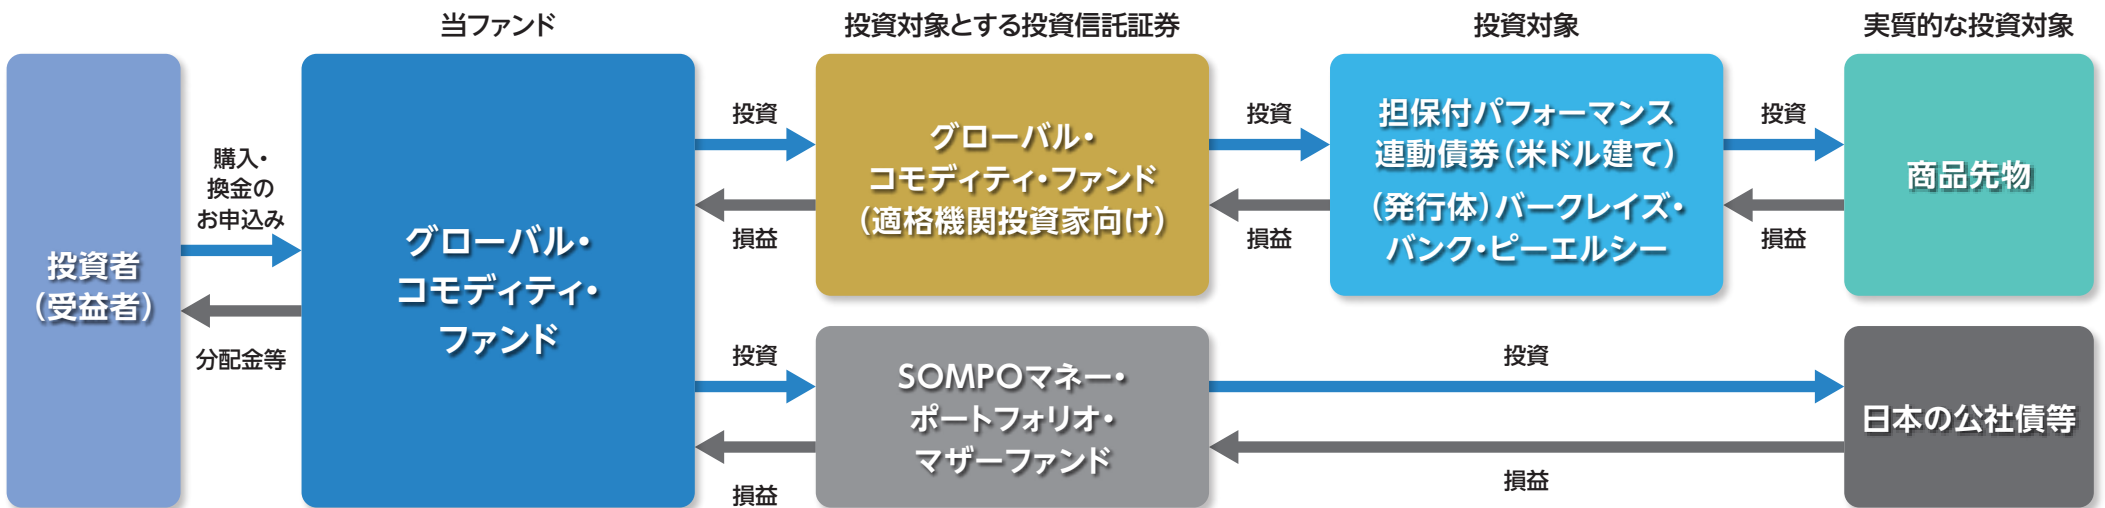 当ファンド
投資対象とする投資信託証券
投資対象
実質的な投資対象
投資者
（受益者）
購入・
換金の
お申込み
分配金等
グローバル・
コモディティ・
ファンド
投資
損益
グローバル・
コモディティ・ファンド
（適格機関投資家向け）
投資
損益
担保付パフォーマンス
連動債券（米ドル建て）
（発行体）バークレイズ・
バンク・ピーエルシー
投資
損益
商品先物
投資
損益
SOMPOマネー・
ポートフォリオ・
マザーファンド
投資
損益
日本の公社債等